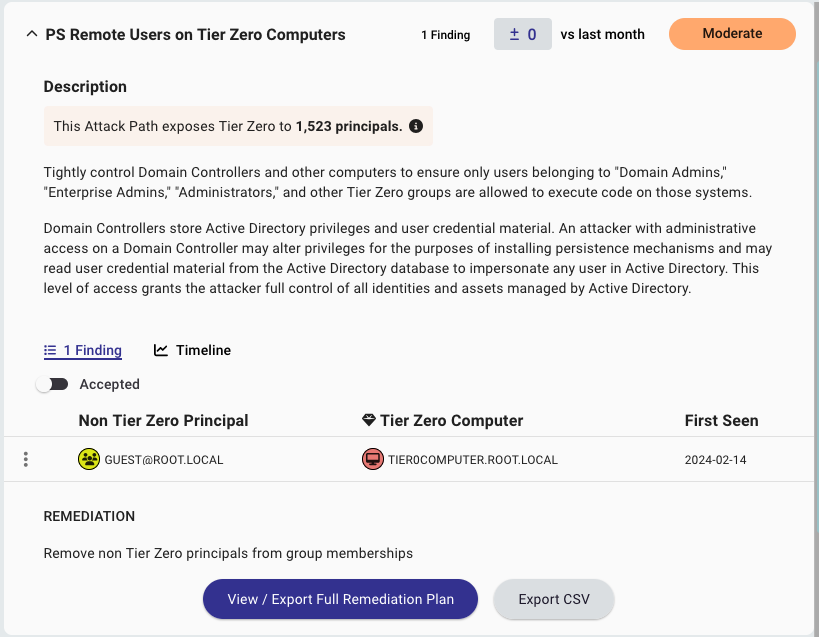 PS Remote Users on Tier Zero Computers 1 Finding ± 0 vs last month Moderate
Description
This Attack Path exposes Tier Zero to 1,523 principals.
Tightly control Domain Controllers and other computers to ensure only users belonging to "Domain Admins,"
"Enterprise Admins," "Administrators," and other Tier Zero groups are allowed to execute code on those systems.
Domain Controllers store Active Directory privileges and user credential material. An attacker with administrative
access on a Domain Controller may alter privileges for the purposes of installing persistence mechanisms and may
read user credential material from the Active Directory database to impersonate any user in Active Directory. This
level of access grants the attacker full control of all identities and assets managed by Active Directory.
1 Finding Timeline
Accepted
Non Tier Zero Principal Tier Zero Computer First Seen
GUEST@ROOT.LOCAL TIER0COMPUTER.ROOT.LOCAL 2024-02-14
REMEDIATION
Remove non Tier Zero principals from group memberships
View / Export Full Remediation Plan Export CSV